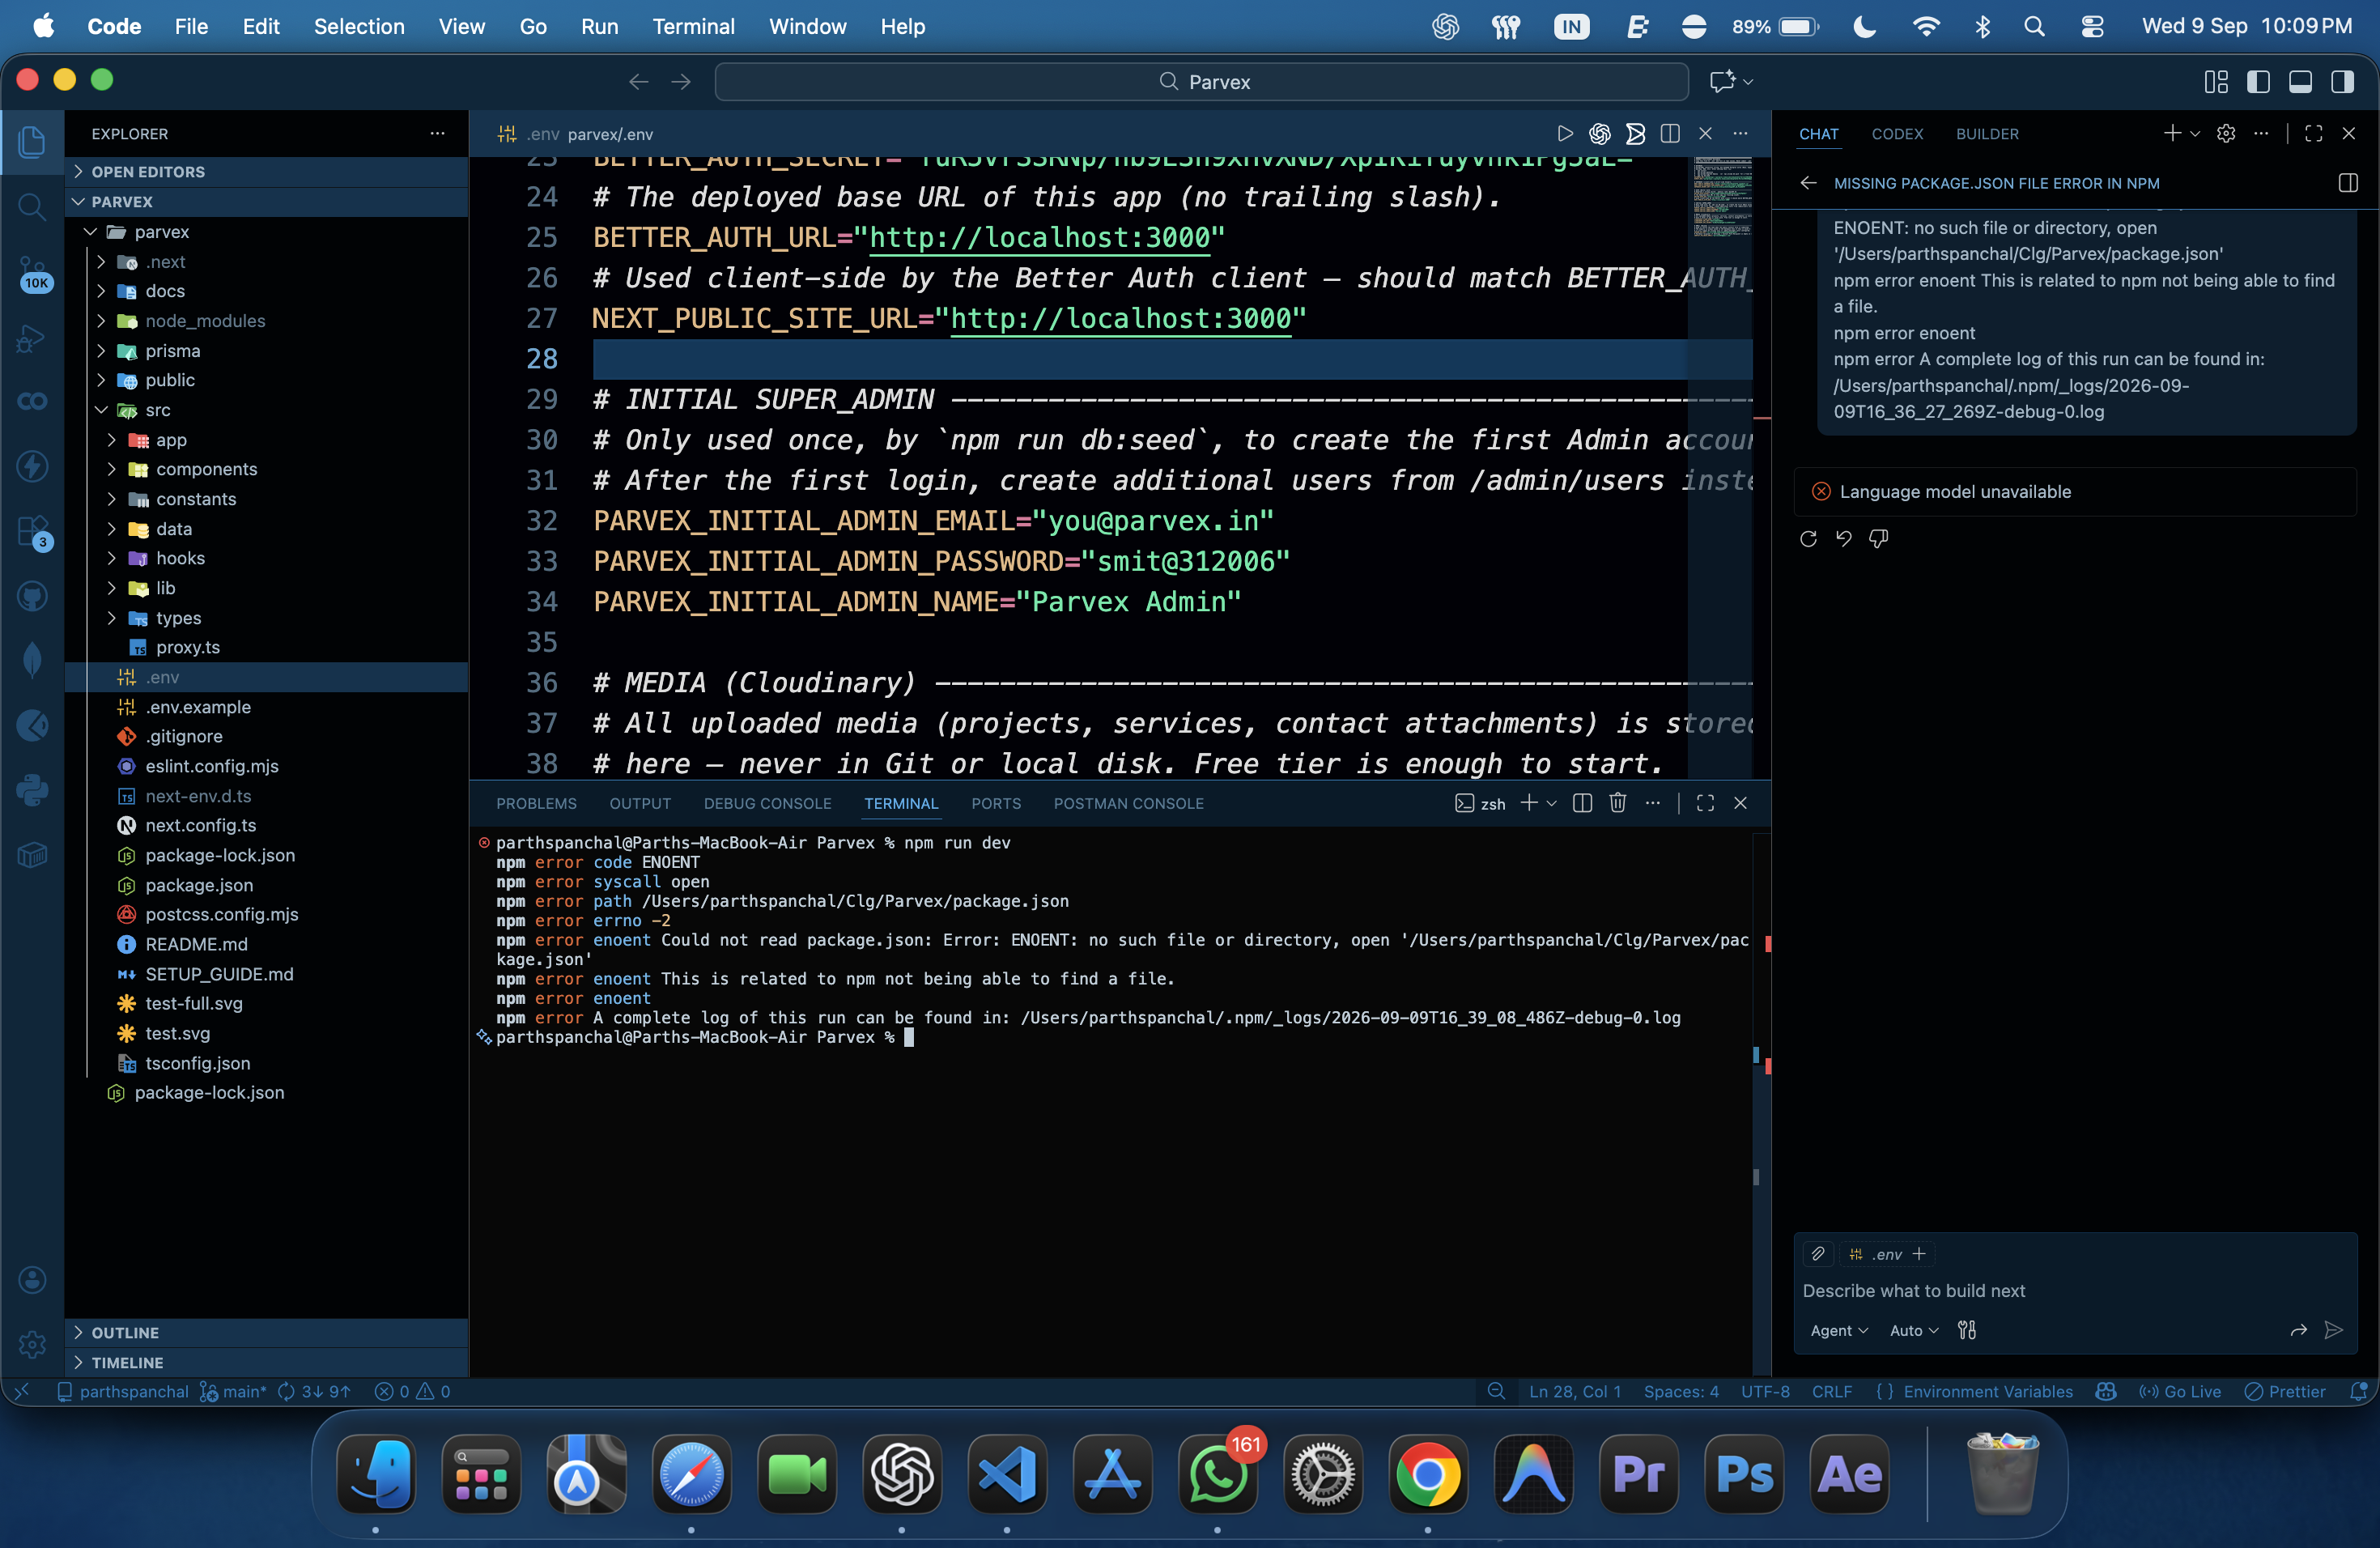 Code File Edit Selection View Go Run Terminal Window Help IN 89% Wed 9 Sep 10:09 PM
Parvex
EXPLORER
OPEN EDITORS
PARVEX
parvex
.next
docs
node_modules
prisma
public
src
app
components
constants
data
hooks
lib
types
proxy.ts
.env
.env.example
.gitignore
eslint.config.mjs
next-env.d.ts
next.config.ts
package-lock.json
package.json
postcss.config.mjs
README.md
SETUP_GUIDE.md
test-full.svg
test.svg
tsconfig.json
package-lock.json
OUTLINE
TIMELINE
10K
3
.env parvex/.env
24 # The deployed base URL of this app (no trailing slash).
25 BETTER_AUTH_URL="http://localhost:3000"
26 # Used client-side by the Better Auth client — should match BETTER_AUTH_
27 NEXT_PUBLIC_SITE_URL="http://localhost:3000"
28
29 # INITIAL SUPER_ADMIN --------------------------------------------------
30 # Only used once, by `npm run db:seed`, to create the first Admin accou
31 # After the first login, create additional users from /admin/users inste
32 PARVEX_INITIAL_ADMIN_EMAIL="you@parvex.in"
33 PARVEX_INITIAL_ADMIN_PASSWORD="smit@312006"
34 PARVEX_INITIAL_ADMIN_NAME="Parvex Admin"
35
36 # MEDIA (Cloudinary) ---------------------------------------------------
37 # All uploaded media (projects, services, contact attachments) is store
38 # here — never in Git or local disk. Free tier is enough to start.
PROBLEMS OUTPUT DEBUG CONSOLE TERMINAL PORTS POSTMAN CONSOLE zsh
parthspanchal@Parths-MacBook-Air Parvex % npm run dev
npm error code ENOENT
npm error syscall open
npm error path /Users/parthspanchal/Clg/Parvex/package.json
npm error errno -2
npm error enoent Could not read package.json: Error: ENOENT: no such file or directory, open '/Users/parthspanchal/Clg/Parvex/pac
kage.json'
npm error enoent This is related to npm not being able to find a file.
npm error enoent
npm error A complete log of this run can be found in: /Users/parthspanchal/.npm/_logs/2026-09-09T16_39_08_486Z-debug-0.log
parthspanchal@Parths-MacBook-Air Parvex %
CHAT CODEX BUILDER
MISSING PACKAGE.JSON FILE ERROR IN NPM
ENOENT: no such file or directory, open
'/Users/parthspanchal/Clg/Parvex/package.json'
npm error enoent This is related to npm not being able to find
a file.
npm error enoent
npm error A complete log of this run can be found in:
/Users/parthspanchal/.npm/_logs/2026-09-
09T16_36_27_269Z-debug-0.log
Language model unavailable
.env
Describe what to build next
Agent Auto
parthspanchal main* 3↓ 9↑ 0 0 Ln 28, Col 1 Spaces: 4 UTF-8 CRLF { } Environment Variables Go Live Prettier
161
Pr Ps Ae